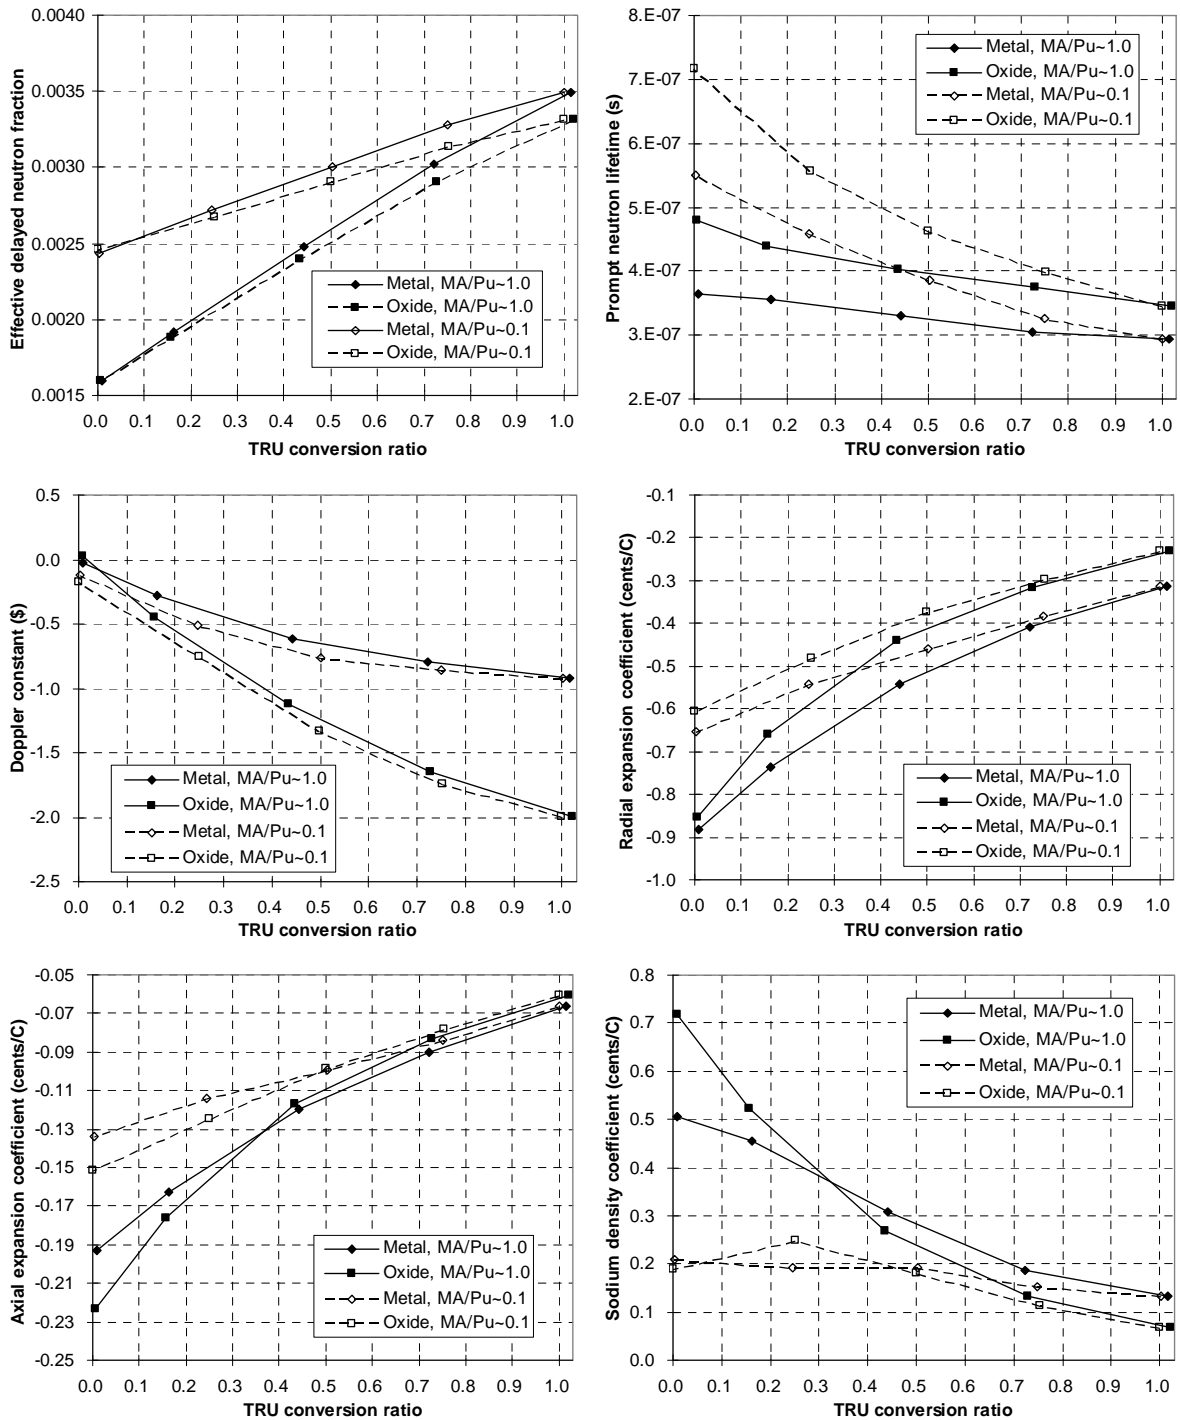 0.0040
0.0035
0.0030
0.0025
0.0020
0.0015
Effective delayed neutron fraction
0.0 0.1 0.2 0.3 0.4 0.5 0.6 0.7 0.8 0.9 1.0
TRU conversion ratio
Metal, MA/Pu~1.0
Oxide, MA/Pu~1.0
Metal, MA/Pu~0.1
Oxide, MA/Pu~0.1
8.E-07
7.E-07
6.E-07
5.E-07
4.E-07
3.E-07
2.E-07
Prompt neutron lifetime (s)
0.0 0.1 0.2 0.3 0.4 0.5 0.6 0.7 0.8 0.9 1.0
TRU conversion ratio
Metal, MA/Pu~1.0
Oxide, MA/Pu~1.0
Metal, MA/Pu~0.1
Oxide, MA/Pu~0.1
0.5
0.0
-0.5
-1.0
-1.5
-2.0
-2.5
Doppler constant ($)
0.0 0.1 0.2 0.3 0.4 0.5 0.6 0.7 0.8 0.9 1.0
TRU conversion ratio
Metal, MA/Pu~1.0
Oxide, MA/Pu~1.0
Metal, MA/Pu~0.1
Oxide, MA/Pu~0.1
-0.1
-0.2
-0.3
-0.4
-0.5
-0.6
-0.7
-0.8
-0.9
-1.0
Radial expansion coefficient (cents/C)
0.0 0.1 0.2 0.3 0.4 0.5 0.6 0.7 0.8 0.9 1.0
TRU conversion ratio
Metal, MA/Pu~1.0
Oxide, MA/Pu~1.0
Metal, MA/Pu~0.1
Oxide, MA/Pu~0.1
-0.05
-0.07
-0.09
-0.11
-0.13
-0.15
-0.17
-0.19
-0.21
-0.23
-0.25
Axial expansion coefficient (cents/C)
0.0 0.1 0.2 0.3 0.4 0.5 0.6 0.7 0.8 0.9 1.0
TRU conversion ratio
Metal, MA/Pu~1.0
Oxide, MA/Pu~1.0
Metal, MA/Pu~0.1
Oxide, MA/Pu~0.1
0.8
0.7
0.6
0.5
0.4
0.3
0.2
0.1
0.0
Sodium density coefficient (cents/C)
0.0 0.1 0.2 0.3 0.4 0.5 0.6 0.7 0.8 0.9 1.0
TRU conversion ratio
Metal, MA/Pu~1.0
Oxide, MA/Pu~1.0
Metal, MA/Pu~0.1
Oxide, MA/Pu~0.1